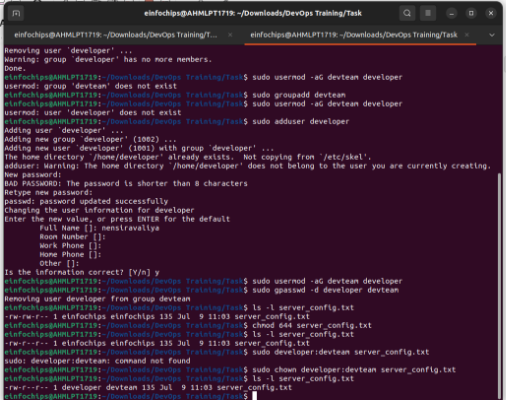 einfochips@AHMLPT1719: ~/Downloads/DevOps Training/Task
einfochips@AHMLPT1719: ~/Downloads/DevOps Training/T...
einfochips@AHMLPT1719: ~/Downloads/DevOps Training/Task
Removing user `developer' ...
Warning: group `developer' has no more members.
Done.
einfochips@AHMLPT1719:~/Downloads/DevOps Training/Task$ sudo usermod -aG devteam developer
usermod: group 'devteam' does not exist
einfochips@AHMLPT1719:~/Downloads/DevOps Training/Task$ sudo groupadd devteam
einfochips@AHMLPT1719:~/Downloads/DevOps Training/Task$ sudo usermod -aG devteam developer
usermod: user 'developer' does not exist
einfochips@AHMLPT1719:~/Downloads/DevOps Training/Task$ sudo adduser developer
Adding user `developer' ...
Adding new group `developer' (1002) ...
Adding new user `developer' (1001) with group `developer' ...
The home directory `/home/developer' already exists.  Not copying from `/etc/skel'.
adduser: Warning: The home directory `/home/developer' does not belong to the user you are currently creating.
New password:
BAD PASSWORD: The password is shorter than 8 characters
Retype new password:
passwd: password updated successfully
Changing the user information for developer
Enter the new value, or press ENTER for the default
Full Name []: nensiravaliya
Room Number []:
Work Phone []:
Home Phone []:
Other []:
Is the information correct? [Y/n] y
einfochips@AHMLPT1719:~/Downloads/DevOps Training/Task$ sudo usermod -aG devteam developer
einfochips@AHMLPT1719:~/Downloads/DevOps Training/Task$ sudo gpasswd -d developer devteam
Removing user developer from group devteam
einfochips@AHMLPT1719:~/Downloads/DevOps Training/Task$ ls -l server_config.txt
-rw-rw-r-- 1 einfochips einfochips 135 Jul  9 11:03 server_config.txt
einfochips@AHMLPT1719:~/Downloads/DevOps Training/Task$ chmod 644 server_config.txt
einfochips@AHMLPT1719:~/Downloads/DevOps Training/Task$ ls -l server_config.txt
-rw-r--r-- 1 einfochips einfochips 135 Jul  9 11:03 server_config.txt
einfochips@AHMLPT1719:~/Downloads/DevOps Training/Task$ sudo developer:devteam server_config.txt
sudo: developer:devteam: command not found
einfochips@AHMLPT1719:~/Downloads/DevOps Training/Task$ sudo chown developer:devteam server_config.txt
einfochips@AHMLPT1719:~/Downloads/DevOps Training/Task$ ls -l server_config.txt
-rw-r--r-- 1 developer devteam 135 Jul  9 11:03 server_config.txt
einfochips@AHMLPT1719:~/Downloads/DevOps Training/Task$